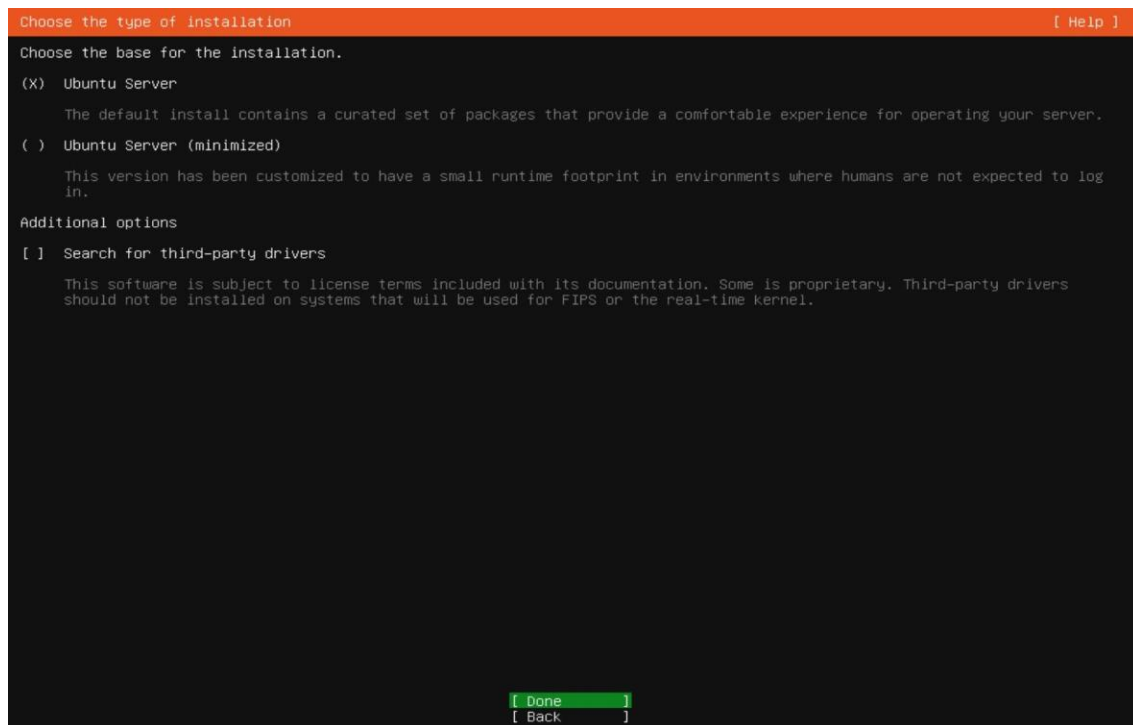 Choose the type of installation [ Help ]
Choose the base for the installation.
(X) Ubuntu Server
The default install contains a curated set of packages that provide a comfortable experience for operating your server.
( ) Ubuntu Server (minimized)
This version has been customized to have a small runtime footprint in environments where humans are not expected to log
in.
Additional options
[ ] Search for third-party drivers
This software is subject to license terms included with its documentation. Some is proprietary. Third-party drivers
should not be installed on systems that will be used for FIPS or the real-time kernel.
[ Done ]
[ Back ]